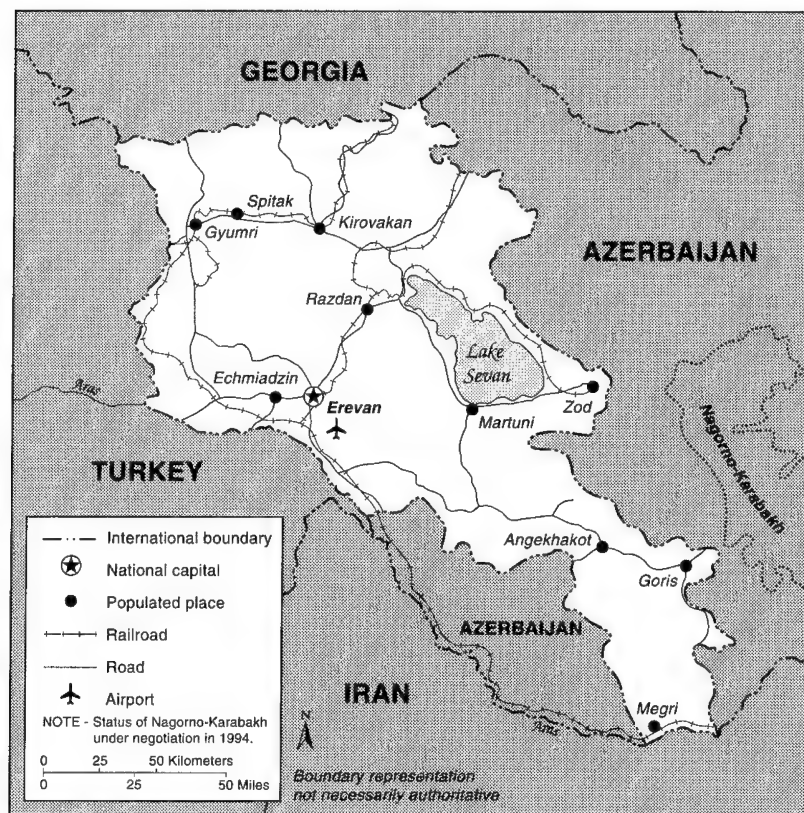 GEORGIA
Spitak
Gyumri
Kirovakan
AZERBAIJAN
Razdan
Lake
Sevan
Echmiadzin
Aras
Erevan
Zod
Martuni
Nagorno-Karabakh
TURKEY
Angekhakot
Goris
AZERBAIJAN
IRAN
Megri
Aras
International boundary
National capital
Populated place
Railroad
Road
Airport
NOTE - Status of Nagorno-Karabakh
under negotiation in 1994.
0 25 50 Kilometers
0 25 50 Miles
N
Boundary representation
not necessarily authoritative